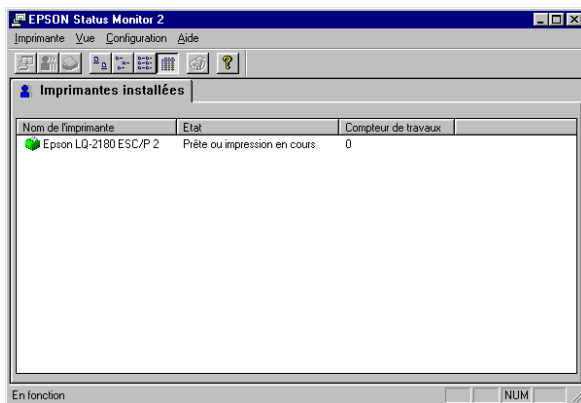 EPSON Status Monitor 2
Imprimante Vue Configuration Aide
Imprimantes installées
Nom de l'imprimante Etat Compteur de travaux
Epson LQ-2180 ESC/P 2 Prête ou impression en cours 0
En fonction NUM